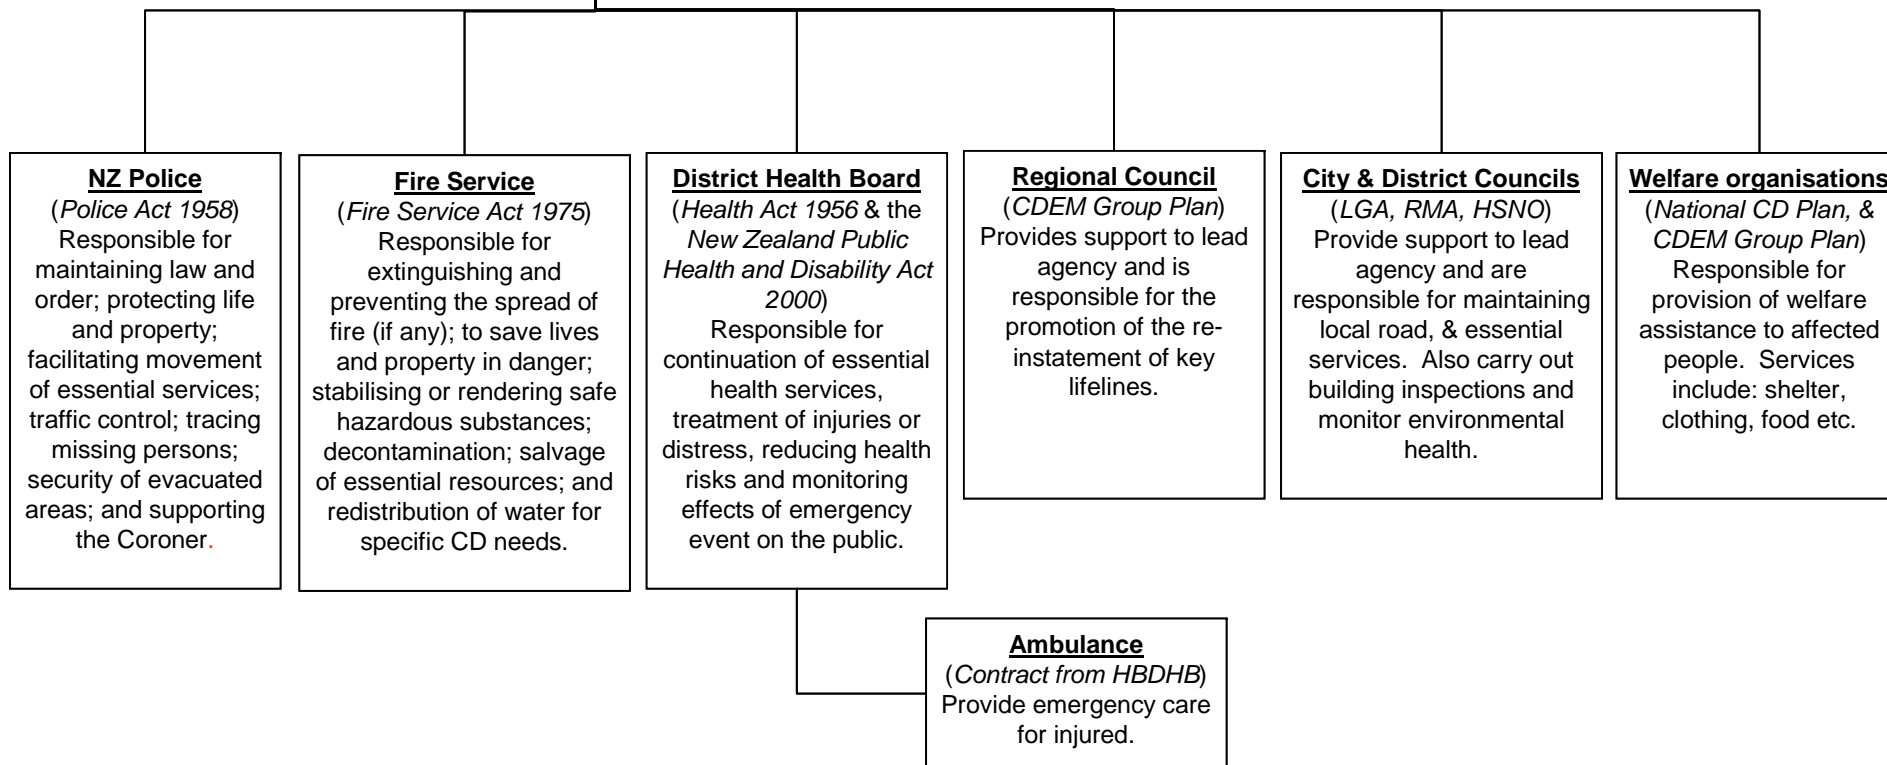 NZ Police
(Police Act 1958)
Responsible for
maintaining law and
order; protecting life
and property;
facilitating movement
of essential services;
traffic control; tracing
missing persons;
security of evacuated
areas; and supporting
the Coroner.
Fire Service
(Fire Service Act 1975)
Responsible for
extinguishing and
preventing the spread of
fire (if any); to save lives
and property in danger;
stabilising or rendering safe
hazardous substances;
decontamination; salvage
of essential resources; and
redistribution of water for
specific CD needs.
District Health Board
(Health Act 1956 & the
New Zealand Public
Health and Disability Act
2000)
Responsible for
continuation of essential
health services,
treatment of injuries or
distress, reducing health
risks and monitoring
effects of emergency
event on the public.
Regional Council
(CDEM Group Plan)
Provides support to lead
agency and is
responsible for the
promotion of the re-
instatement of key
lifelines.
City & District Councils
(LGA, RMA, HSNO)
Provide support to lead
agency and are
responsible for maintaining
local road, & essential
services. Also carry out
building inspections and
monitor environmental
health.
Welfare organisations
(National CD Plan, &
CDEM Group Plan)
Responsible for
provision of welfare
assistance to affected
people. Services
include: shelter,
clothing, food etc.
Ambulance
(Contract from HBDHB)
Provide emergency care
for injured.